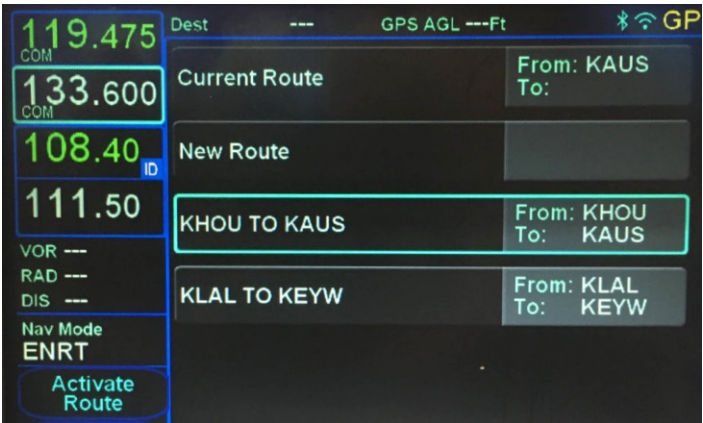 119.475
COM
133.600
COM
108.40 ID
111.50
VOR ---
RAD ---
DIS ---
Nav Mode
ENRT
Activate
Route
Dest --- GPS AGL ---Ft GP
Current Route
From: KAUS
To:
New Route
KHOU TO KAUS
From: KHOU
To: KAUS
KLAL TO KEYW
From: KLAL
To: KEYW